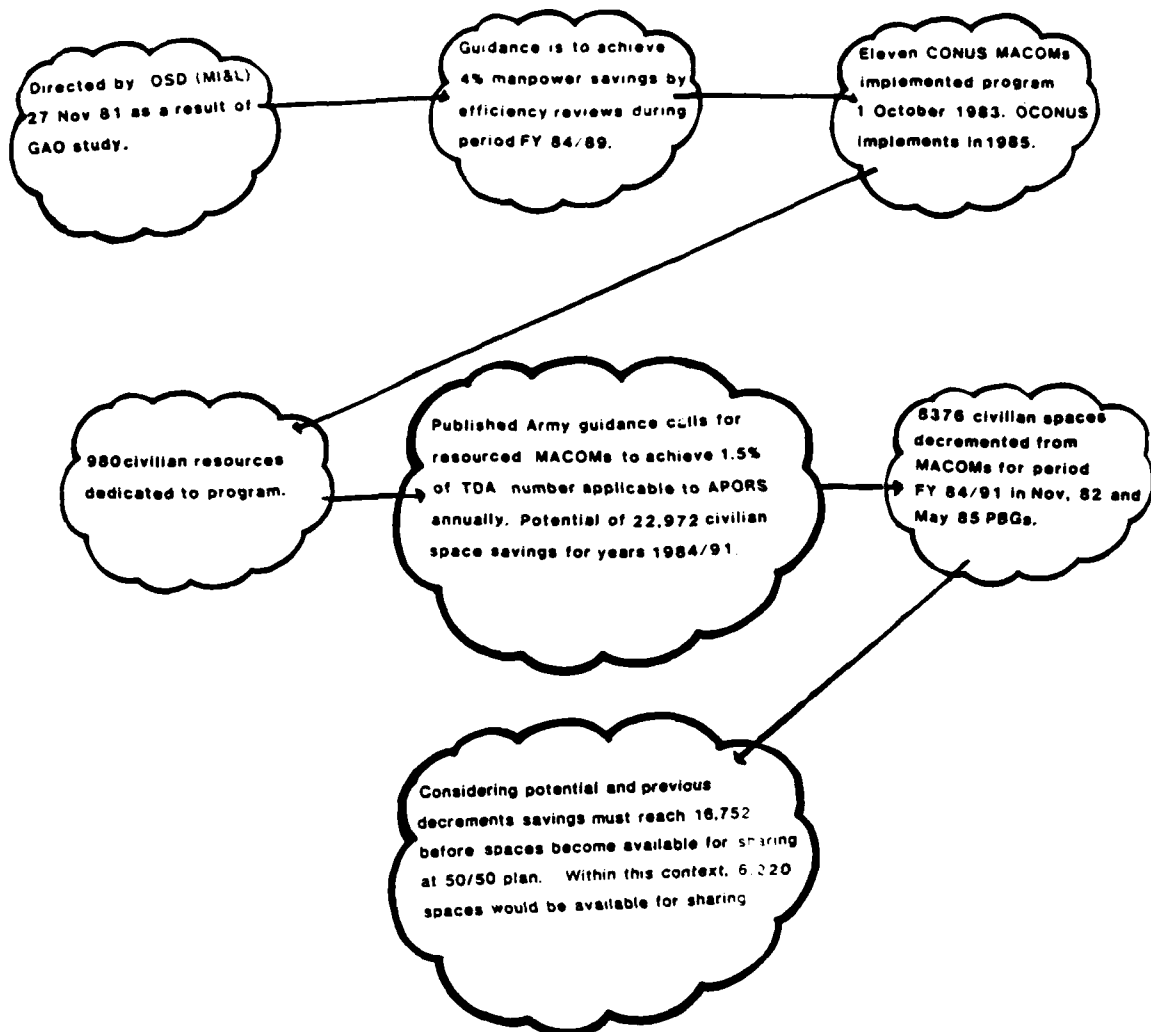 Directed by OSD (MI&L)
27 Nov 81 as a result of
GAO study.
Guidance is to achieve
4% manpower savings by
efficiency reviews during
period FY 84/89.
Eleven CONUS MACOMs
implemented program
1 October 1983. OCONUS
implements in 1985.
980 civilian resources
dedicated to program.
Published Army guidance calls for
resourced MACOMs to achieve 1.5%
of TDA number applicable to APORS
annually. Potential of 22,972 civilian
space savings for years 1984/91.
8376 civilian spaces
decremented from
MACOMs for period
FY 84/91 in Nov. 82 and
May 85 PBGs.
Considering potential and previous
decrements savings must reach 16,752
before spaces become available for sharing
at 50/50 plan. Within this context,
spaces would be available for sharing